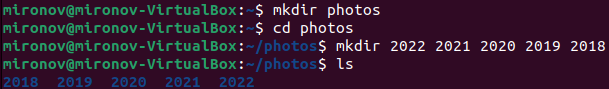 mironov@mironov-VirtualBox:~$ mkdir photos
mironov@mironov-VirtualBox:~$ cd photos
mironov@mironov-VirtualBox:~/photos$ mkdir 2022 2021 2020 2019 2018
mironov@mironov-VirtualBox:~/photos$ ls
2018 2019 2020 2021 2022